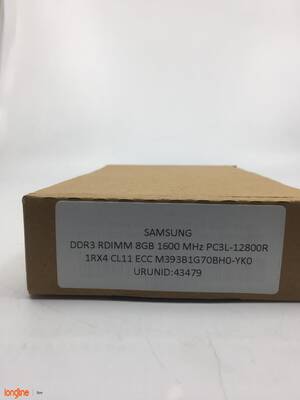 SAMSUNG
DDR3 RDIMM 8GB 1600 MHz PC3L-12800R
1RX4 CL11 ECC M393B1G70BH0-YK0
URUNID:43479
longline